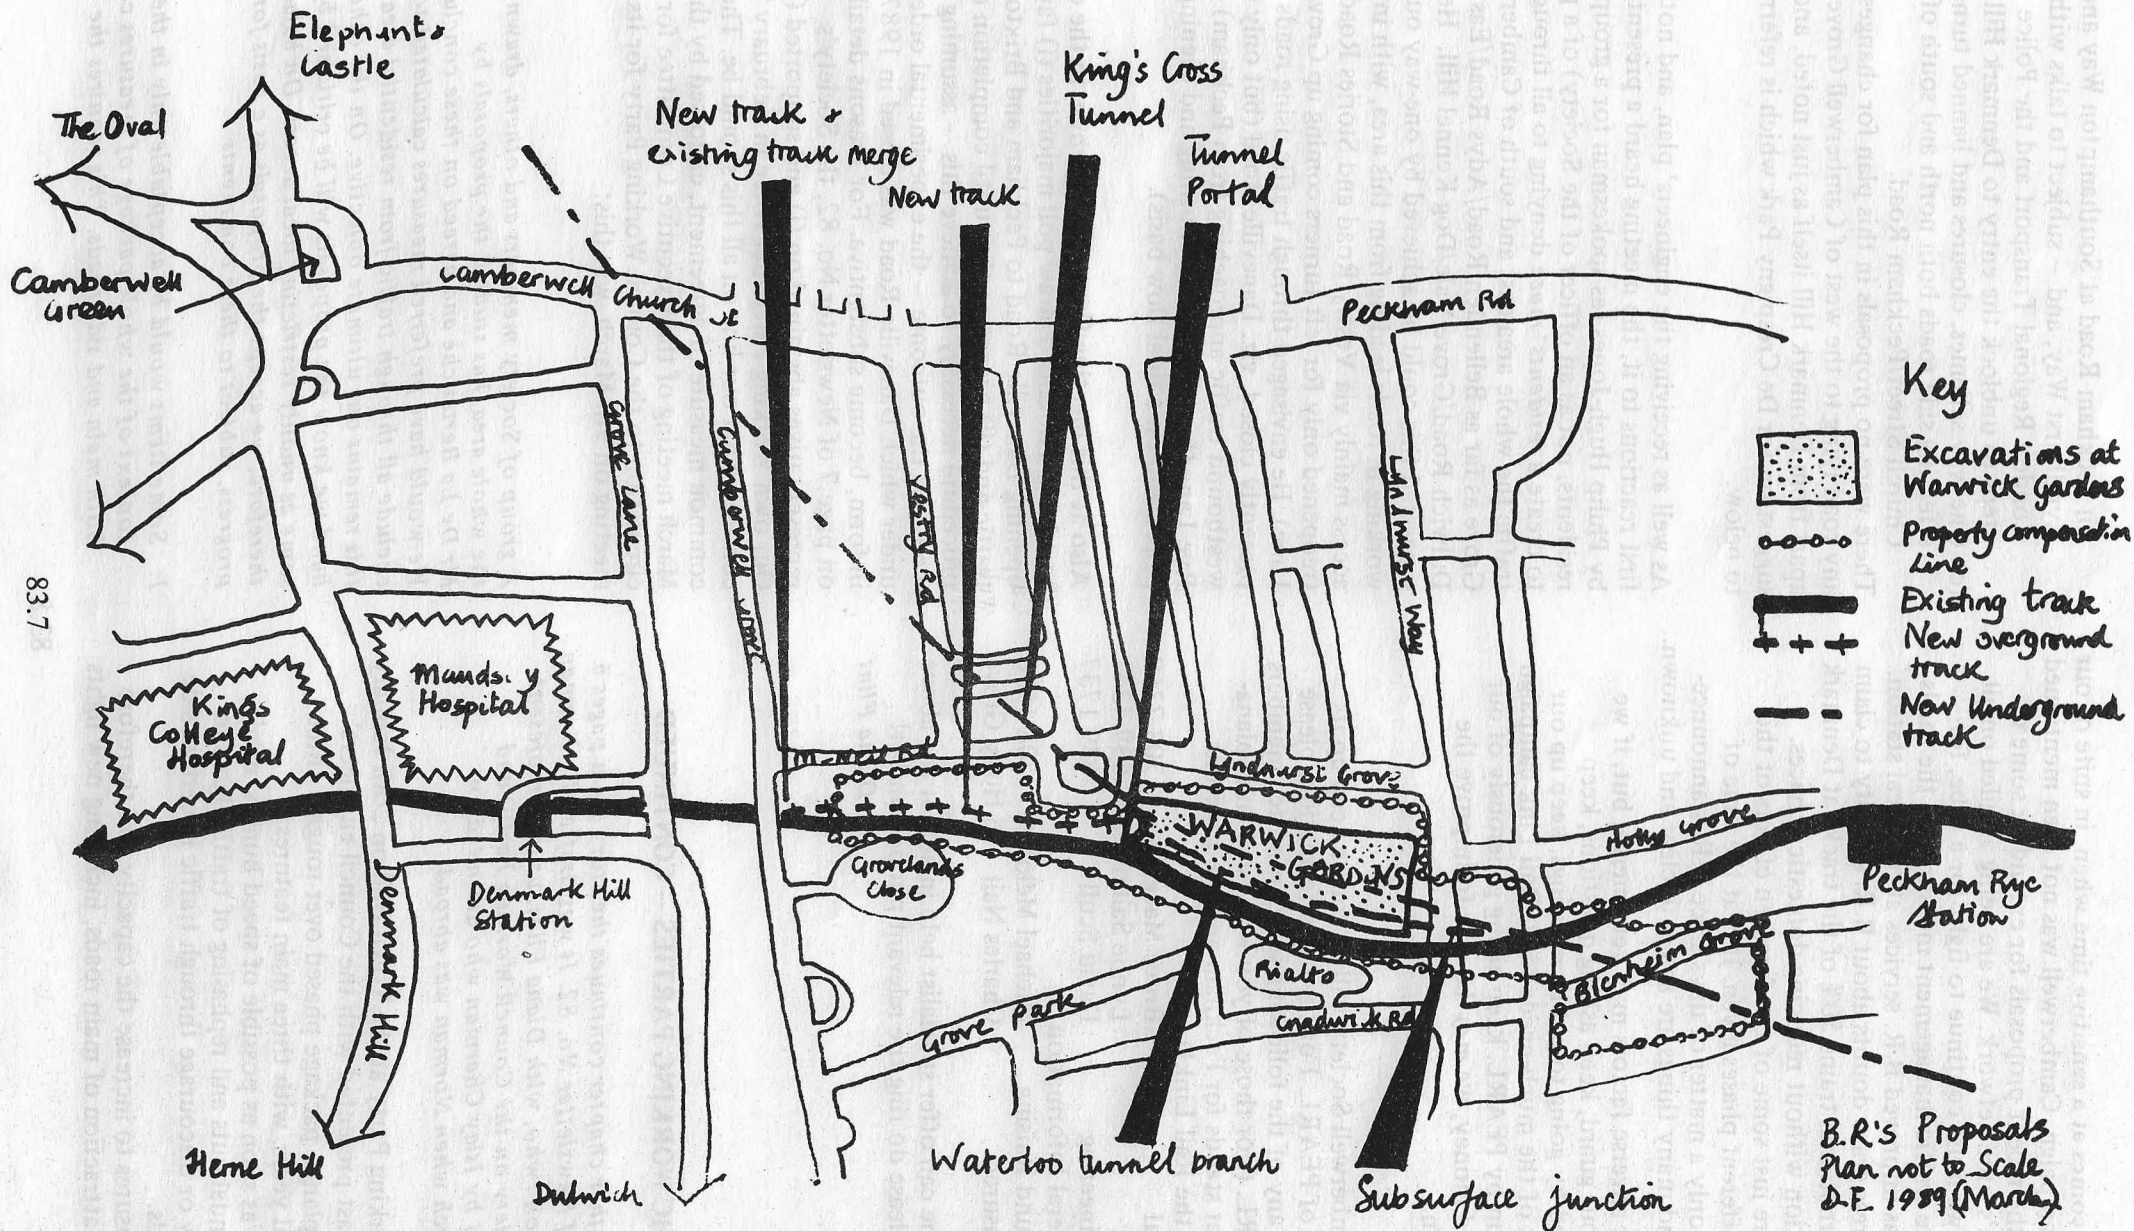 Elephant &
Castle
The Oval
Camberwell
Green
New track &
existing track merge
New track
King's Cross
Tunnel
Tunnel
Portal
Camberwell Church St
Peckham Rd
Grove Lane
Camberwell Grove
Vestry Rd
Lyndhurst Way
Key
Excavations at
Warwick Gardens
Property compensation
Line
Existing track
New overground
track
New Underground
track
83.7
Kings
College
Hospital
Hospital
McNeil Rd
Lyndhurst Grove
WARWICK
GARDENS
Holly Grove
Grovelands
Close
Denmark Hill
Station
Peckham Rye
Station
Denmark Hill
Rialto
Blenheim Grove
Grove Park
Chadwick Rd
Herne Hill
Dulwich
Waterloo tunnel branch
Subsurface junction
B.R.'s Proposals
Plan not to Scale
D.F. 1989 (March)